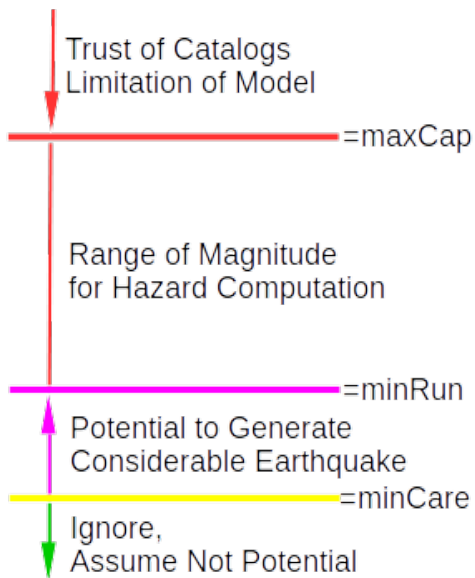 Trust of Catalogs
Limitation of Model
=maxCap
Range of Magnitude
for Hazard Computation
=minRun
Potential to Generate
Considerable Earthquake
=minCare
Ignore,
Assume Not Potential